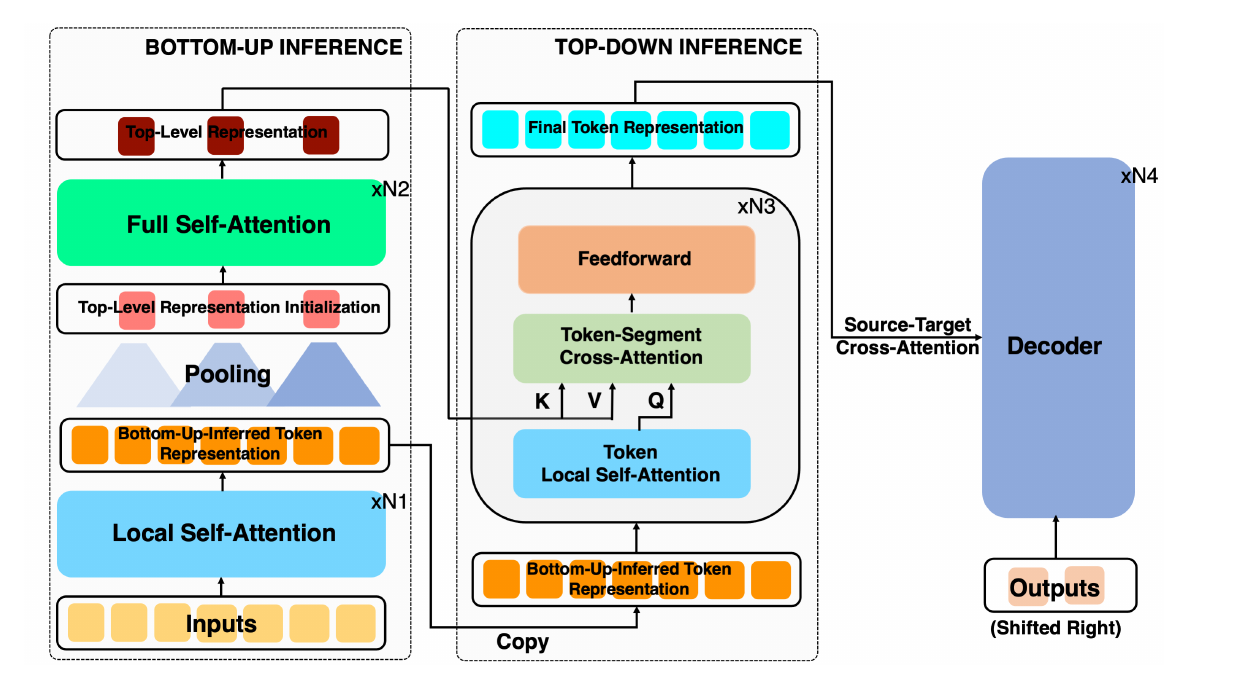 BOTTOM-UP INFERENCE
Top-Level Representation
xN2
Full Self-Attention
Top-Level Representation Initialization
Pooling
Bottom-Up-Inferred Token
Representation
xN1
Local Self-Attention
Inputs
TOP-DOWN INFERENCE
Final Token Representation
xN3
Feedforward
Token-Segment
Cross-Attention
K
V
Q
Token
Local Self-Attention
Bottom-Up-Inferred Token
Representation
Copy
Source-Target
Cross-Attention
xN4
Decoder
Outputs
(Shifted Right)